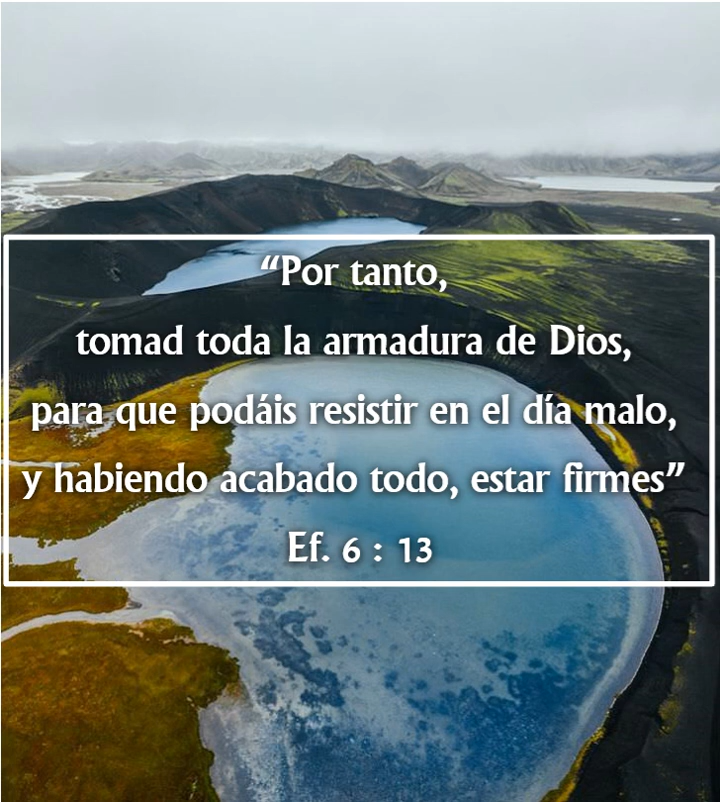 “Por tanto,
tomad toda la armadura de Dios,
para que podáis resistir en el día malo,
y habiendo acabado todo, estar firmes”
Ef. 6 : 13